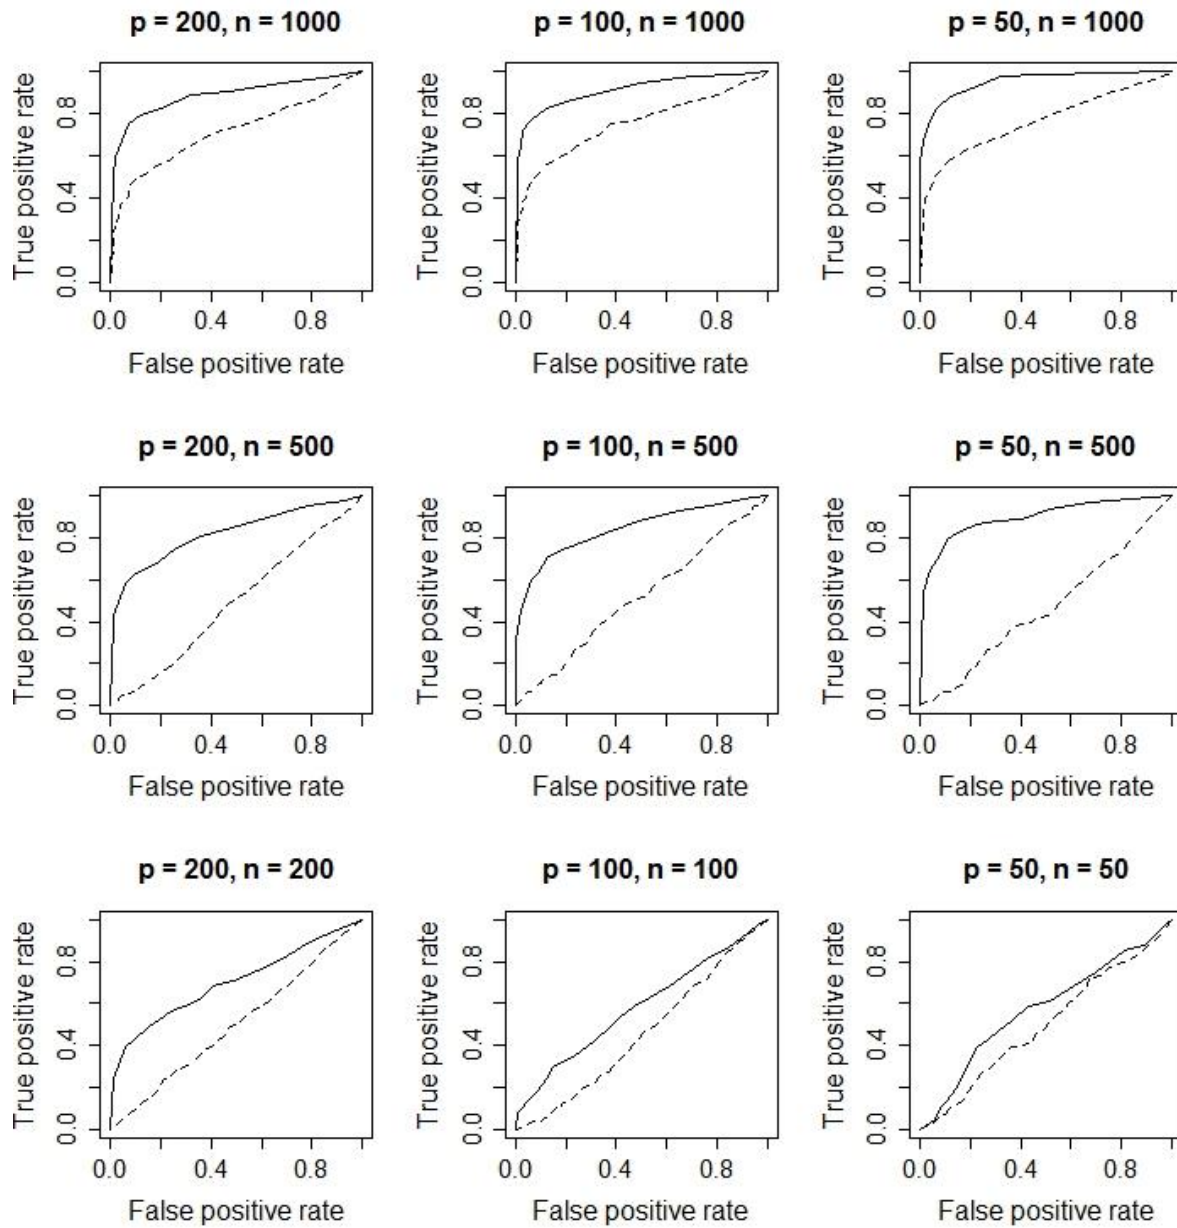 p = 200, n = 1000
p = 100, n = 1000
p = 50, n = 1000
True positive rate
0.0 0.4 0.8
0.0 0.4 0.8
False positive rate
True positive rate
0.0 0.4 0.8
0.0 0.4 0.8
False positive rate
True positive rate
0.0 0.4 0.8
0.0 0.4 0.8
False positive rate
p = 200, n = 500
p = 100, n = 500
p = 50, n = 500
True positive rate
0.0 0.4 0.8
0.0 0.4 0.8
False positive rate
True positive rate
0.0 0.4 0.8
0.0 0.4 0.8
False positive rate
True positive rate
0.0 0.4 0.8
0.0 0.4 0.8
False positive rate
p = 200, n = 200
p = 100, n = 100
p = 50, n = 50
True positive rate
0.0 0.4 0.8
0.0 0.4 0.8
False positive rate
True positive rate
0.0 0.4 0.8
0.0 0.4 0.8
False positive rate
True positive rate
0.0 0.4 0.8
0.0 0.4 0.8
False positive rate